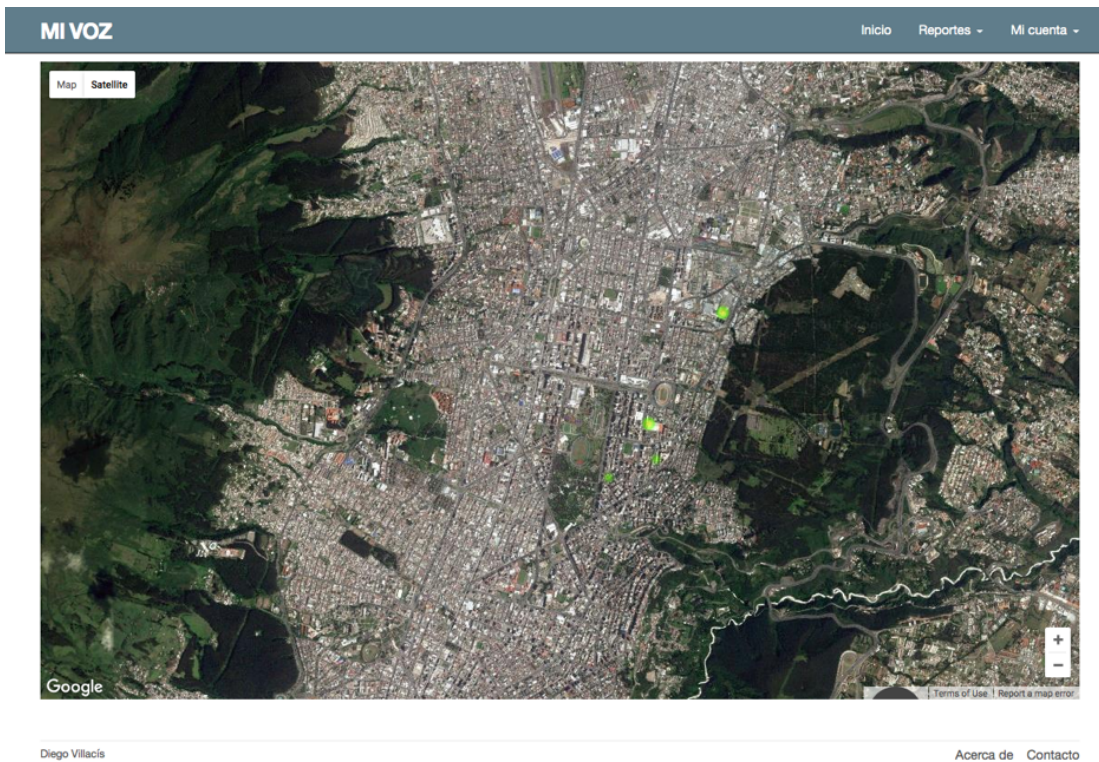 MI VOZ
Inicio Reportes Mi cuenta
Map Satellite
+
−
Google
Terms of Use Report a map error
Diego Villacís
Acerca de Contacto